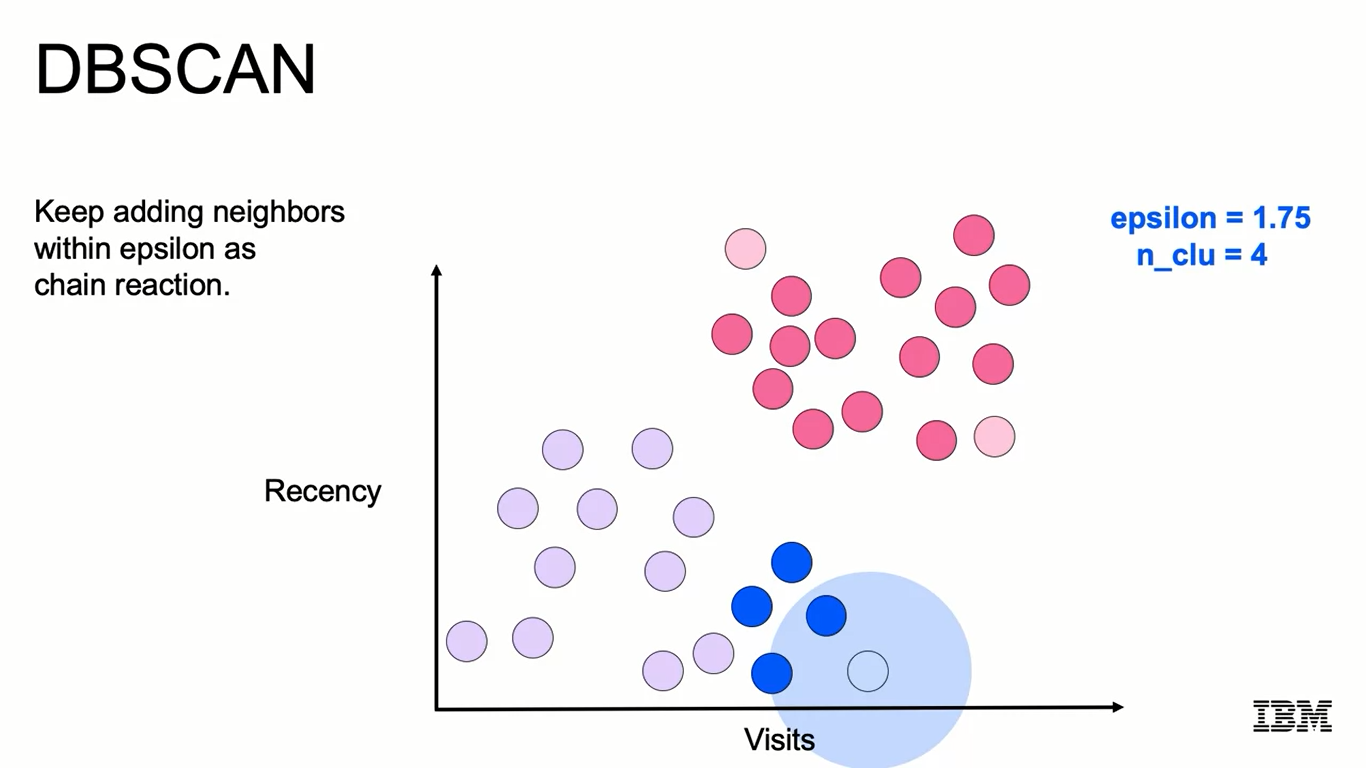 DBSCAN
Keep adding neighbors
within epsilon as
chain reaction.
epsilon = 1.75
n_clu = 4
Recency
Visits
IBM